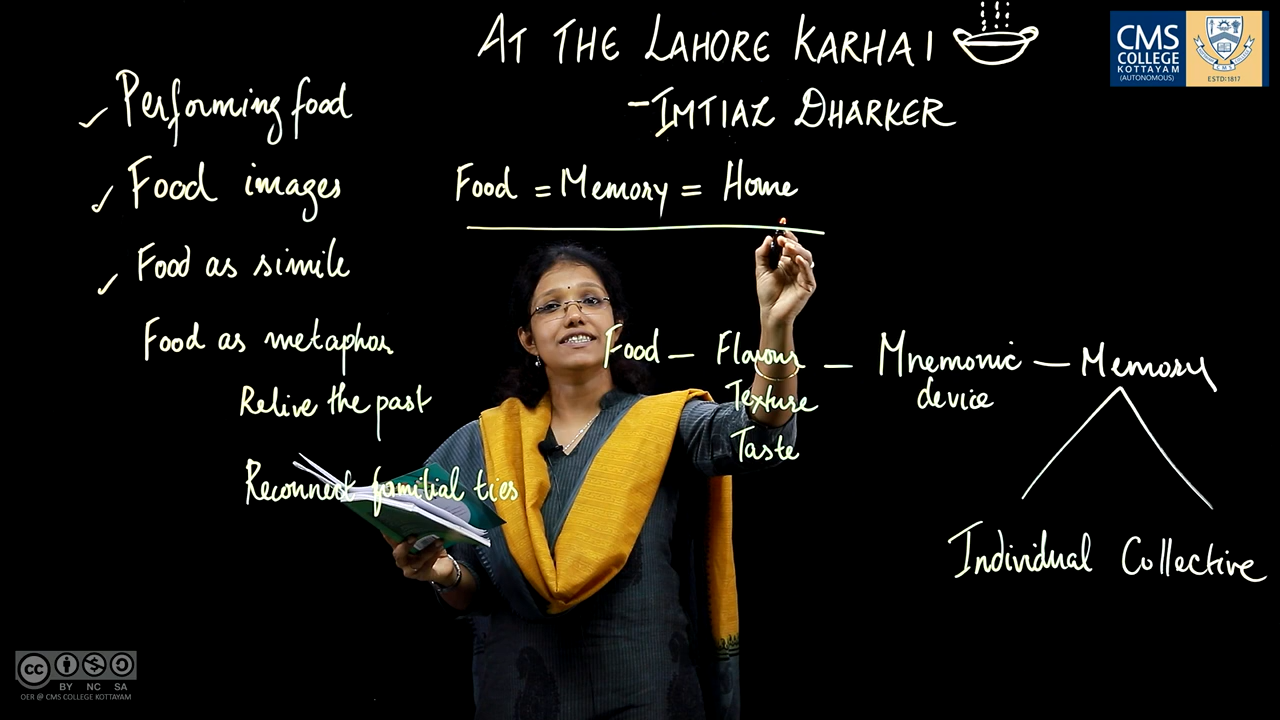 AT THE LAHORE KARHAI
-IMTIAZ DHARKER
CMS
COLLEGE
KOTTAYAM
(AUTONOMOUS)
ESTD:1817
Performing food
Food images
Food as simile
Food as metaphor
Relive the past
Reconnect familial ties
Food = Memory = Home
Food – Flavour – Mnemonic – Memory
Texture device
Taste
Individual Collective
cc
BY NC SA
OER @ CMS COLLEGE KOTTAYAM